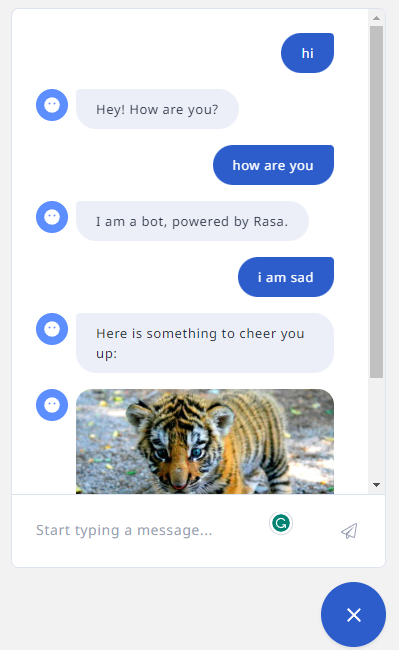 hi
Hey! How are you?
how are you
I am a bot, powered by Rasa.
i am sad
Here is something to cheer you
up:
Start typing a message...